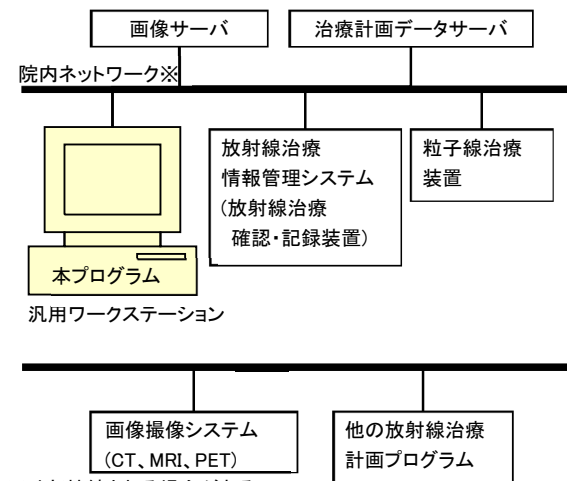 画像サーバ
治療計画データサーバ
院内ネットワーク※
放射線治療
情報管理システム
(放射線治療
確認・記録装置)
粒子線治療
装置
本プログラム
汎用ワークステーション
画像撮像システム
(CT、MRI、PET)
他の放射線治療
計画プログラム